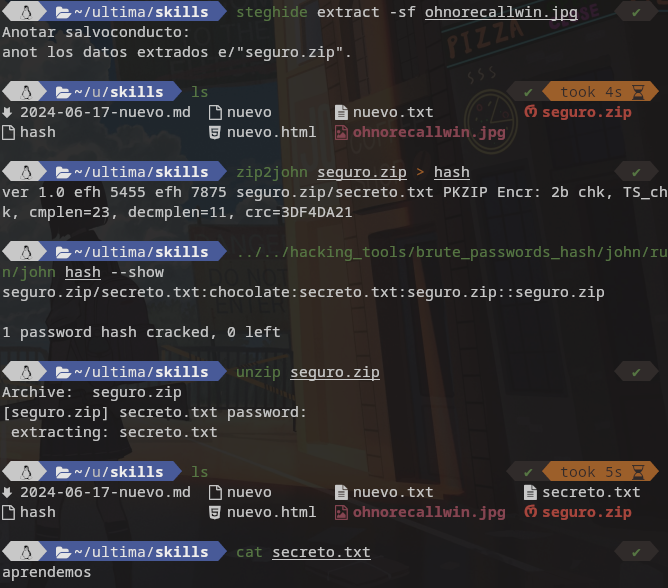 ~/ultima/skills steghide extract -sf ohnorecallwin.jpg ✔
Anotar salvoconducto:
anot los datos extrados e/"seguro.zip".
~/u/skills ls ✔ took 4s
2024-06-17-nuevo.md nuevo nuevo.txt seguro.zip
hash nuevo.html ohnorecallwin.jpg
~/ultima/skills zip2john seguro.zip > hash ✔
ver 1.0 efh 5455 efh 7875 seguro.zip/secreto.txt PKZIP Encr: 2b chk, TS_ch
k, cmplen=23, decmplen=11, crc=3DF4DA21
~/ultima/skills ../../hacking_tools/brute_passwords_hash/john/ru
n/john hash --show
seguro.zip/secreto.txt:chocolate:secreto.txt:seguro.zip::seguro.zip
1 password hash cracked, 0 left
~/ultima/skills unzip seguro.zip ✔
Archive:  seguro.zip
[seguro.zip] secreto.txt password:
 extracting: secreto.txt
~/u/skills ls ✔ took 5s
2024-06-17-nuevo.md nuevo nuevo.txt secreto.txt
hash nuevo.html ohnorecallwin.jpg seguro.zip
~/ultima/skills cat secreto.txt ✔
aprendemos
PIZZA
$$$